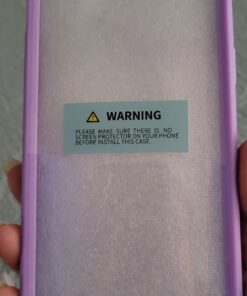 WARNING
PLEASE MAKE SURE THERE IS NO
SCREEN PROTECTOR ON YOUR PHONE
BEFORE INSTALL THIS CASE.